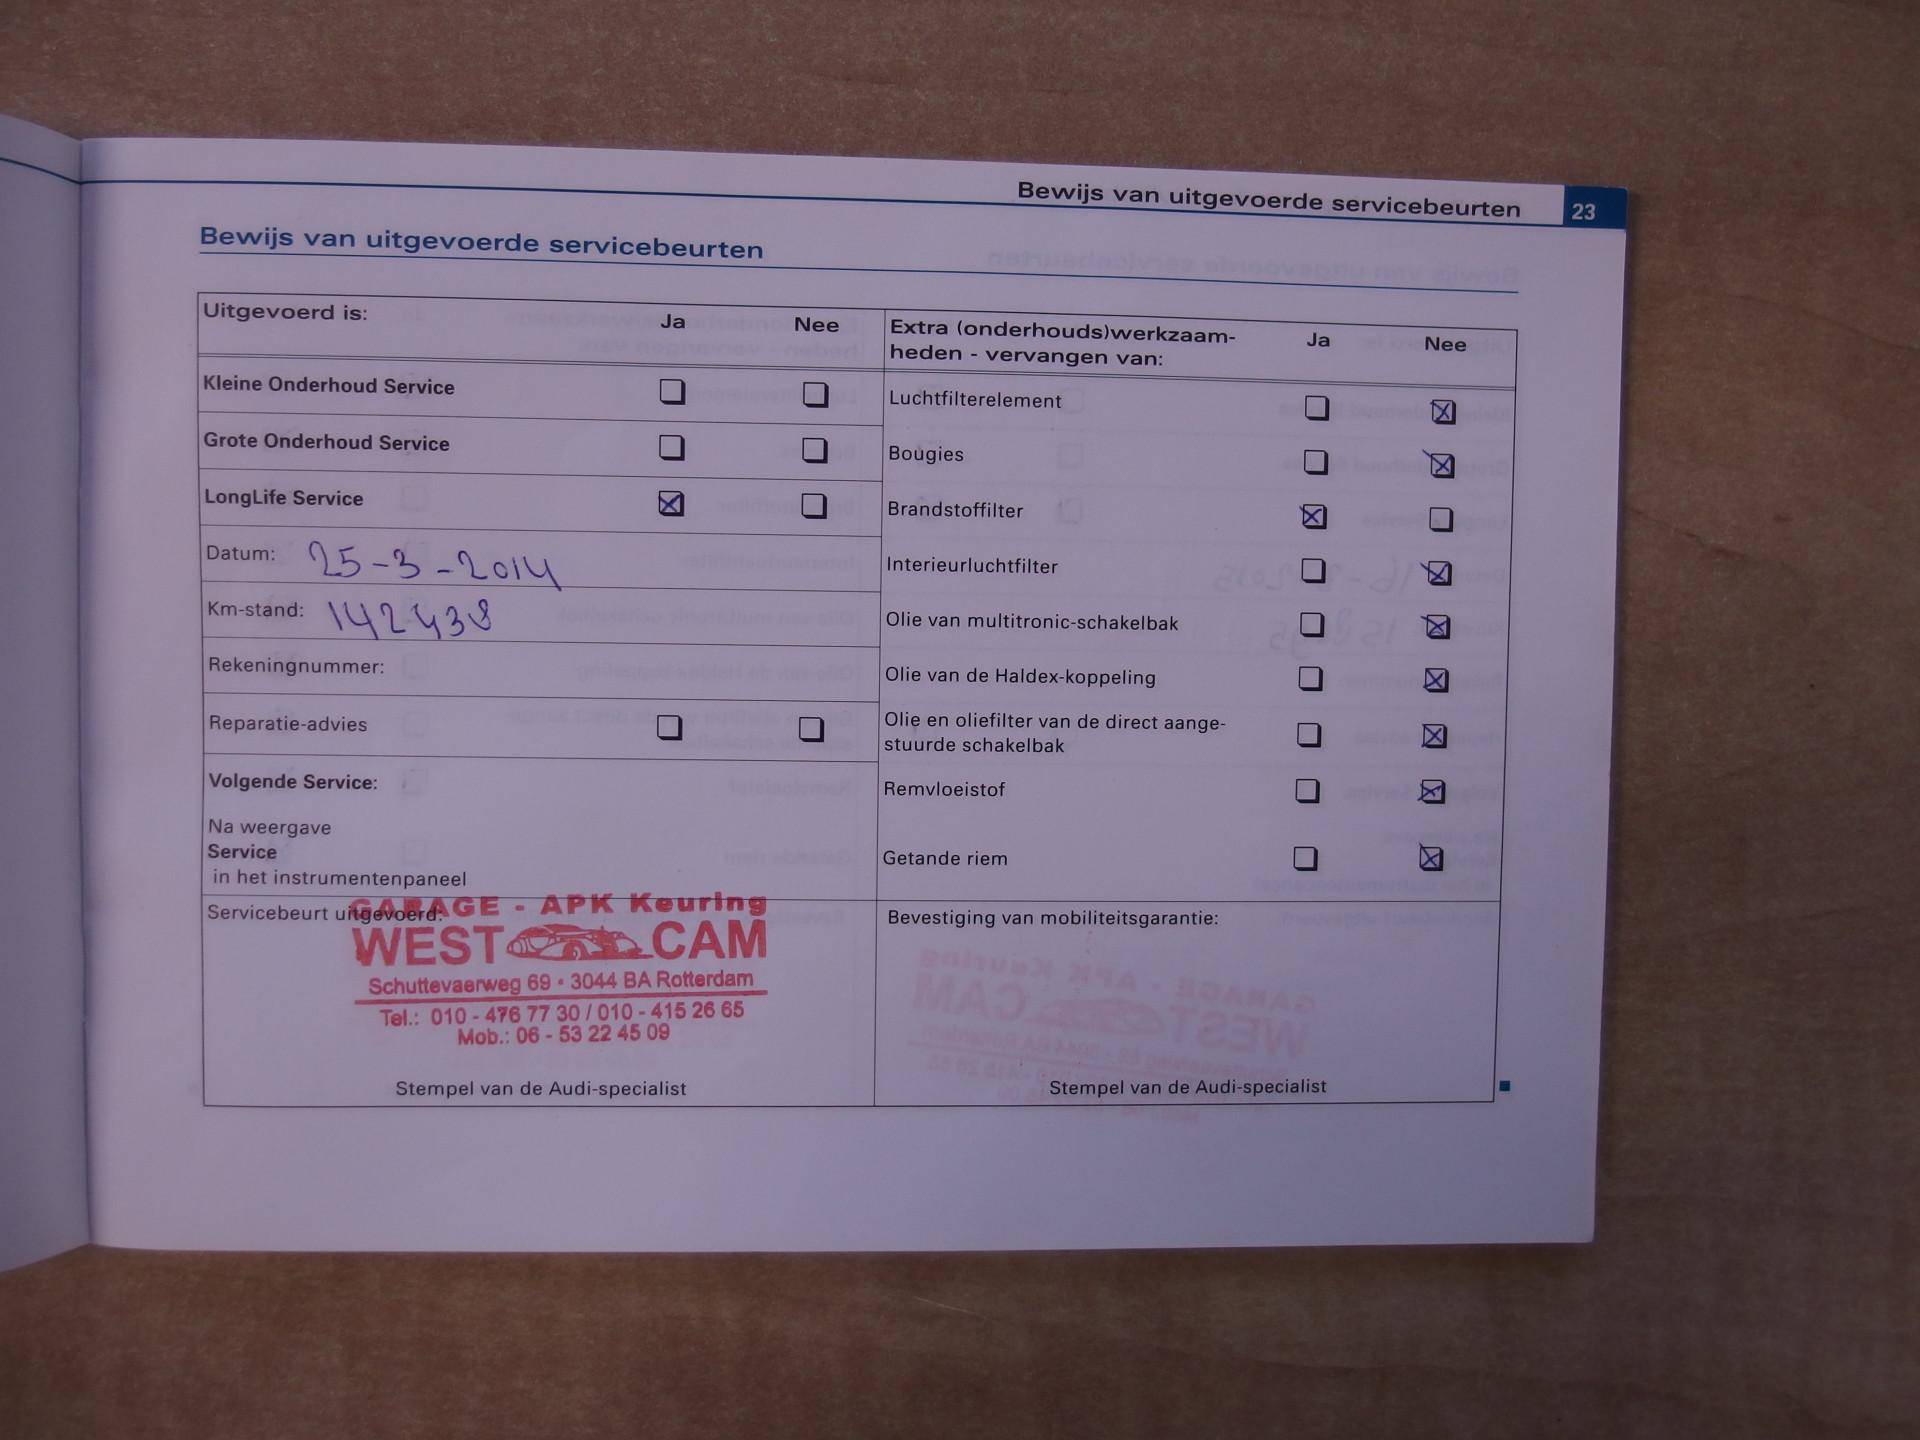 Bewijs van uitgevoerde servicebeurten 23
Bewijs van uitgevoerde servicebeurten
Uitgevoerd is: Ja Nee
Kleine Onderhoud Service
Grote Onderhoud Service
LongLife Service
Datum: 25-3-2014
Km-stand: 142438
Rekeningnummer:
Reparatie-advies
Volgende Service:
Na weergave
Service
in het instrumentenpaneel
Extra (onderhouds)werkzaam-
heden - vervangen van: Ja Nee
Luchtfilterelement
Bougies
Brandstoffilter
Interieurluchtfilter
Olie van multitronic-schakelbak
Olie van de Haldex-koppeling
Olie en oliefilter van de direct aange-
stuurde schakelbak
Remvloeistof
Getande riem
Servicebeurt uitgevoerd:
GARAGE - APK Keuring
WEST CAM
Schuttevaerweg 69 • 3044 BA Rotterdam
Tel.: 010 - 476 77 30 / 010 - 415 26 65
Mob.: 06 - 53 22 45 09
Stempel van de Audi-specialist
Bevestiging van mobiliteitsgarantie:
Stempel van de Audi-specialist